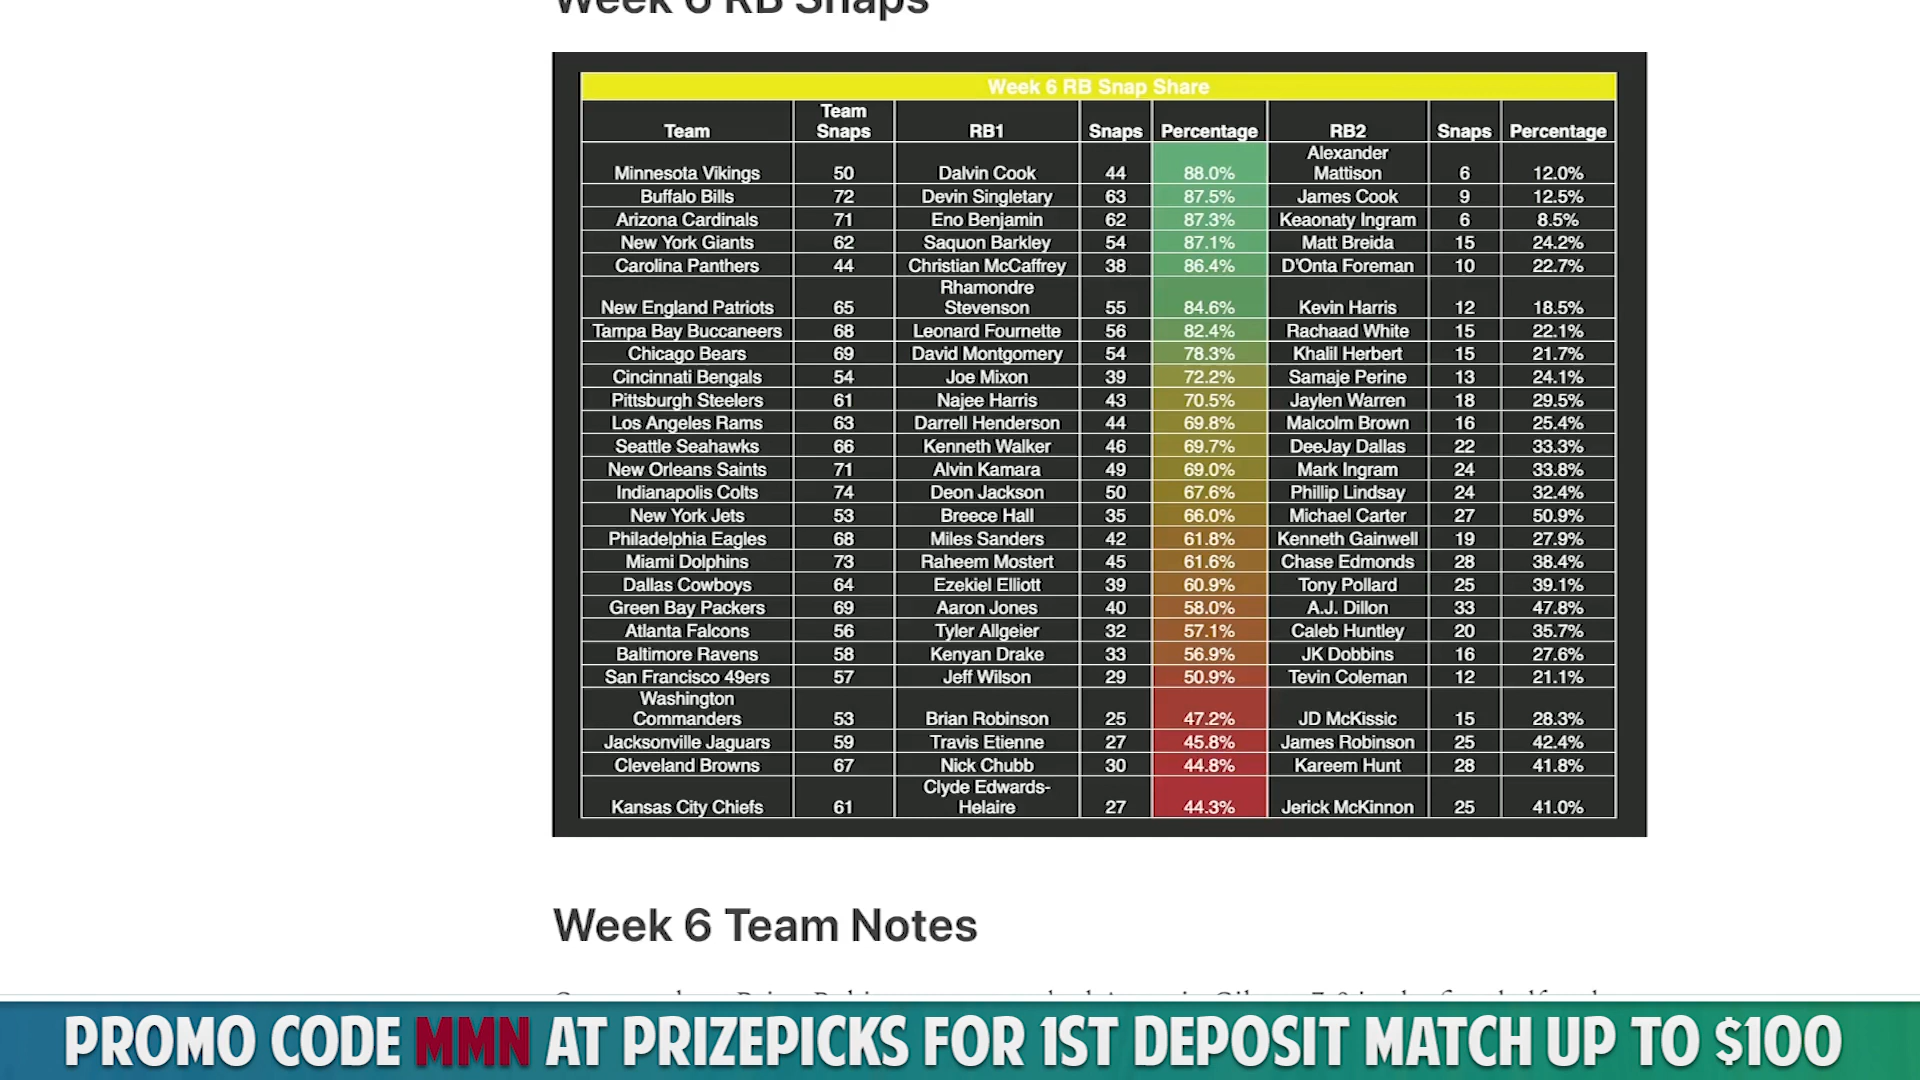 Week 6 RB Snaps
Week 6 RB Snap Share
Team Team Snaps RB1 Snaps Percentage RB2 Snaps Percentage
Minnesota Vikings 50 Dalvin Cook 44 88.0% Alexander Mattison 6 12.0%
Buffalo Bills 72 Devin Singletary 63 87.5% James Cook 9 12.5%
Arizona Cardinals 71 Eno Benjamin 62 87.3% Keaonaty Ingram 6 8.5%
New York Giants 62 Saquon Barkley 54 87.1% Matt Breida 15 24.2%
Carolina Panthers 44 Christian McCaffrey 38 86.4% D'Onta Foreman 10 22.7%
New England Patriots 65 Rhamondre Stevenson 55 84.6% Kevin Harris 12 18.5%
Tampa Bay Buccaneers 68 Leonard Fournette 56 82.4% Rachaad White 15 22.1%
Chicago Bears 69 David Montgomery 54 78.3% Khalil Herbert 15 21.7%
Cincinnati Bengals 54 Joe Mixon 39 72.2% Samaje Perine 13 24.1%
Pittsburgh Steelers 61 Najee Harris 43 70.5% Jaylen Warren 18 29.5%
Los Angeles Rams 63 Darrell Henderson 44 69.8% Malcolm Brown 16 25.4%
Seattle Seahawks 66 Kenneth Walker 46 69.7% DeeJay Dallas 22 33.3%
New Orleans Saints 71 Alvin Kamara 49 69.0% Mark Ingram 24 33.8%
Indianapolis Colts 74 Deon Jackson 50 67.6% Phillip Lindsay 24 32.4%
New York Jets 53 Breece Hall 35 66.0% Michael Carter 27 50.9%
Philadelphia Eagles 68 Miles Sanders 42 61.8% Kenneth Gainwell 19 27.9%
Miami Dolphins 73 Raheem Mostert 45 61.6% Chase Edmonds 28 38.4%
Dallas Cowboys 64 Ezekiel Elliott 39 60.9% Tony Pollard 25 39.1%
Green Bay Packers 69 Aaron Jones 40 58.0% A.J. Dillon 33 47.8%
Atlanta Falcons 56 Tyler Allgeier 32 57.1% Caleb Huntley 20 35.7%
Baltimore Ravens 58 Kenyan Drake 33 56.9% JK Dobbins 16 27.6%
San Francisco 49ers 57 Jeff Wilson 29 50.9% Tevin Coleman 12 21.1%
Washington Commanders 53 Brian Robinson 25 47.2% JD McKissic 15 28.3%
Jacksonville Jaguars 59 Travis Etienne 27 45.8% James Robinson 25 42.4%
Cleveland Browns 67 Nick Chubb 30 44.8% Kareem Hunt 28 41.8%
Kansas City Chiefs 61 Clyde Edwards-Helaire 27 44.3% Jerick McKinnon 25 41.0%
Week 6 Team Notes
PROMO CODE MMN AT PRIZEPICKS FOR 1ST DEPOSIT MATCH UP TO $100